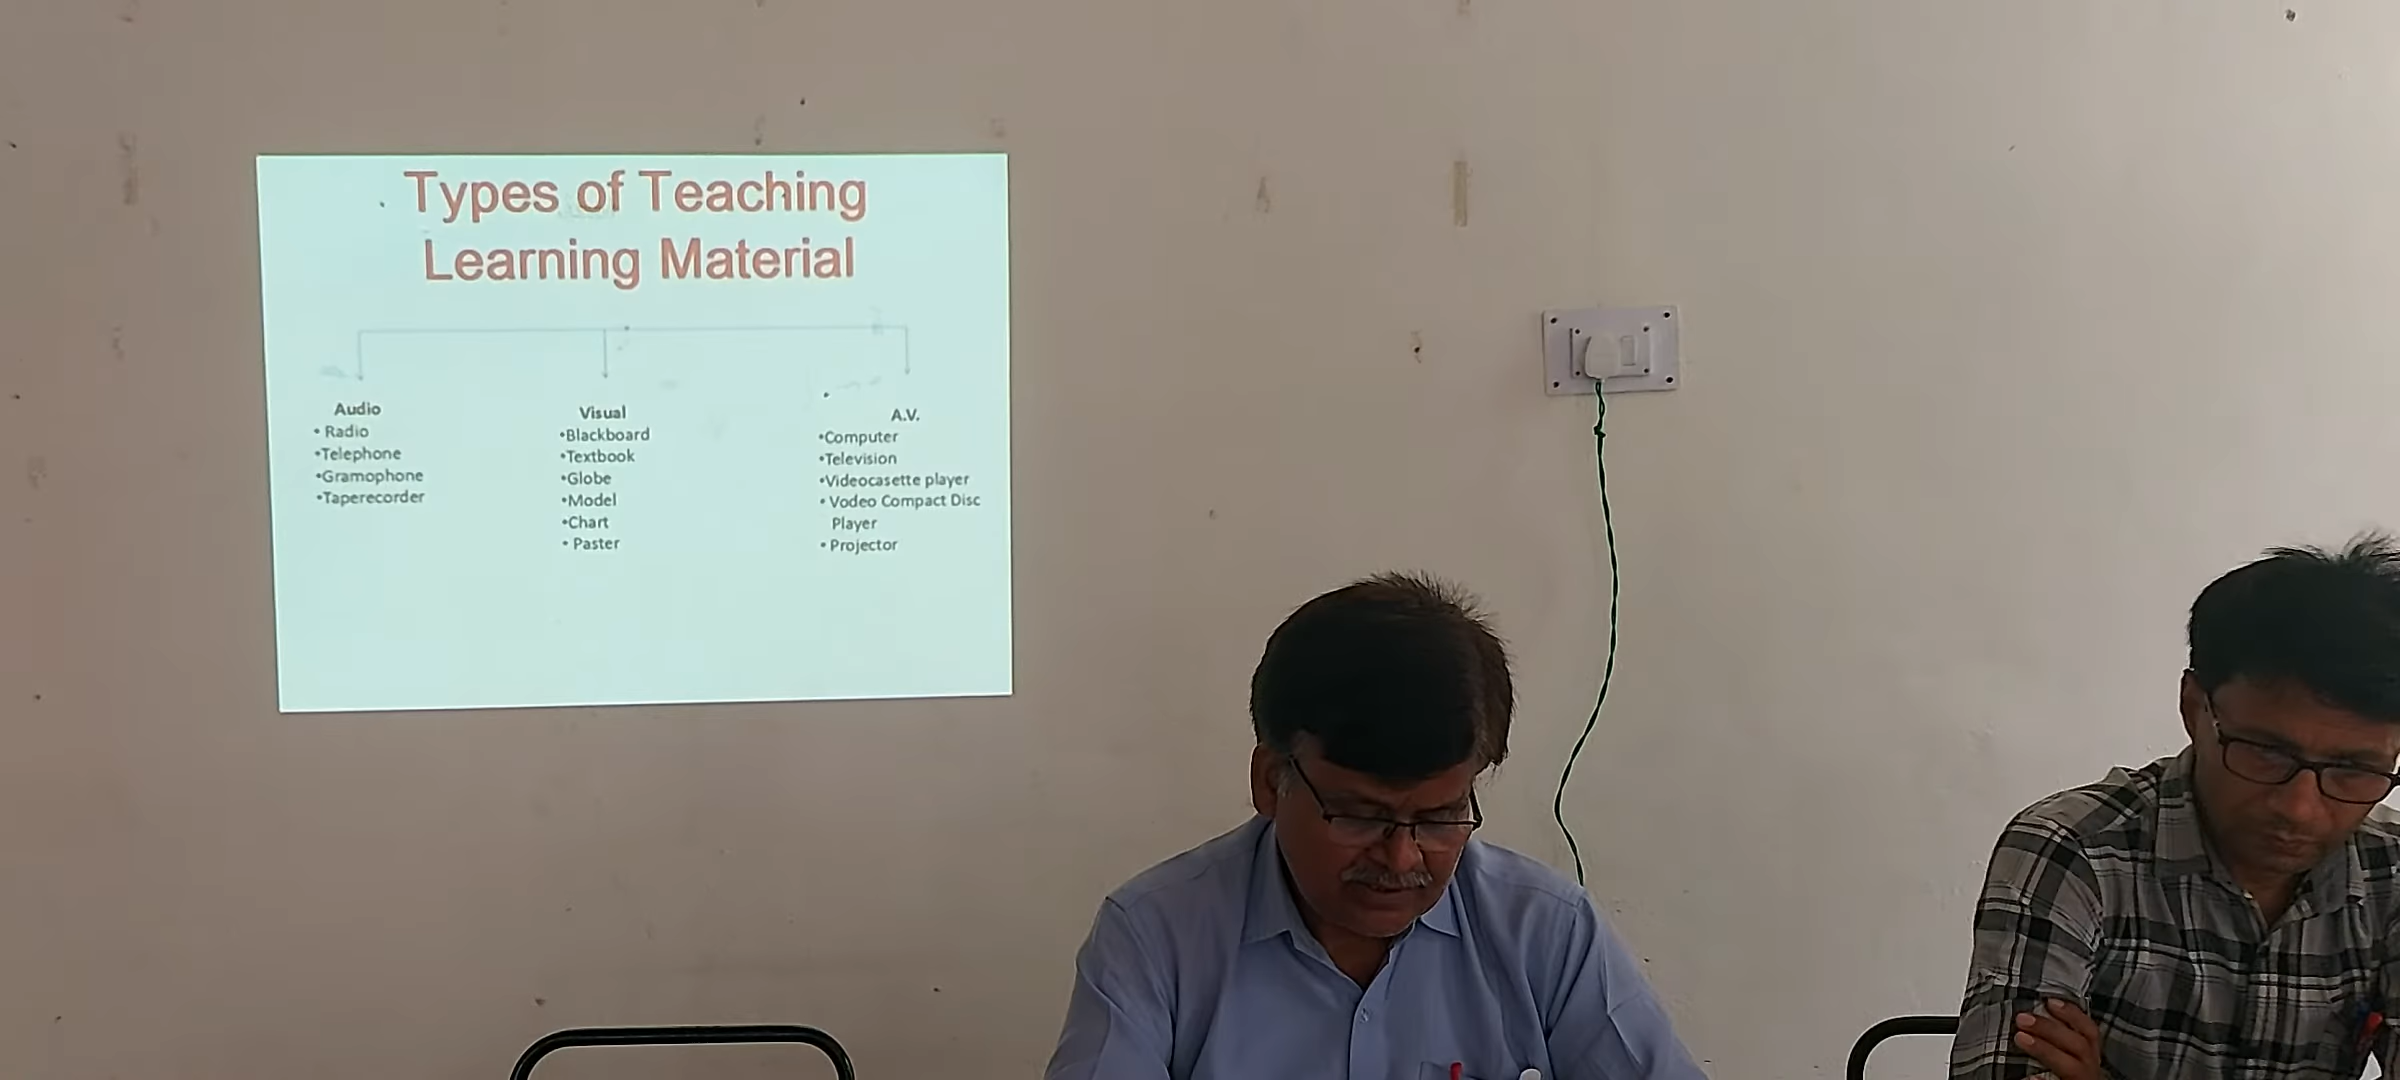 Types of Teaching
Learning Material
Audio
• Radio
•Telephone
•Gramophone
•Taperecorder
Visual
•Blackboard
•Textbook
•Globe
•Model
•Chart
• Paster
A.V.
•Computer
•Television
•Videocasette player
• Vodeo Compact Disc
Player
• Projector